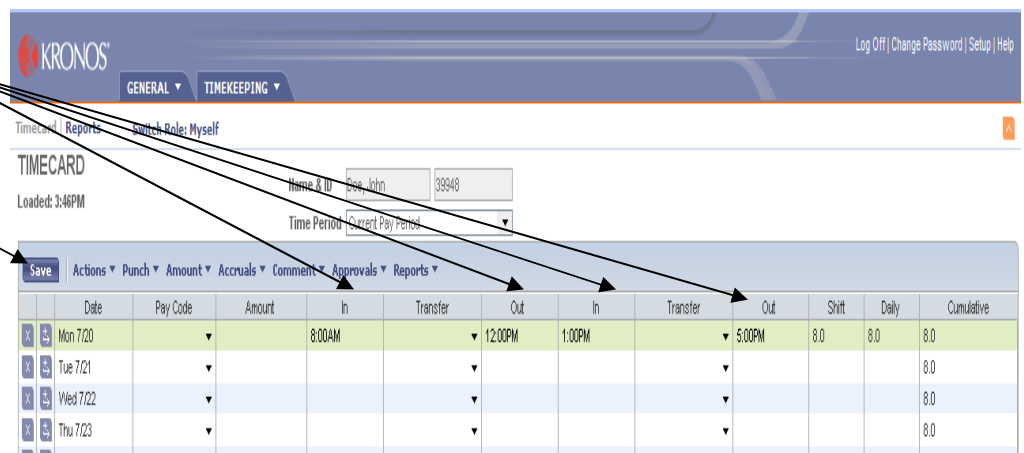 KRONOS®
Log Off | Change Password | Setup | Help
GENERAL TIMEKEEPING
Timecard | Reports Switch Role: Myself
TIMECARD
Name & ID Doe, John 39948
Loaded: 3:46PM
Time Period Current Pay Period
Save Actions Punch Amount Accruals Comment Approvals Reports
Date Pay Code Amount In Transfer Out In Transfer Out Shift Daily Cumulative
Mon 7/20 8:00AM 12:00PM 1:00PM 5:00PM 8.0 8.0 8.0
Tue 7/21 8.0
Wed 7/22 8.0
Thu 7/23 8.0